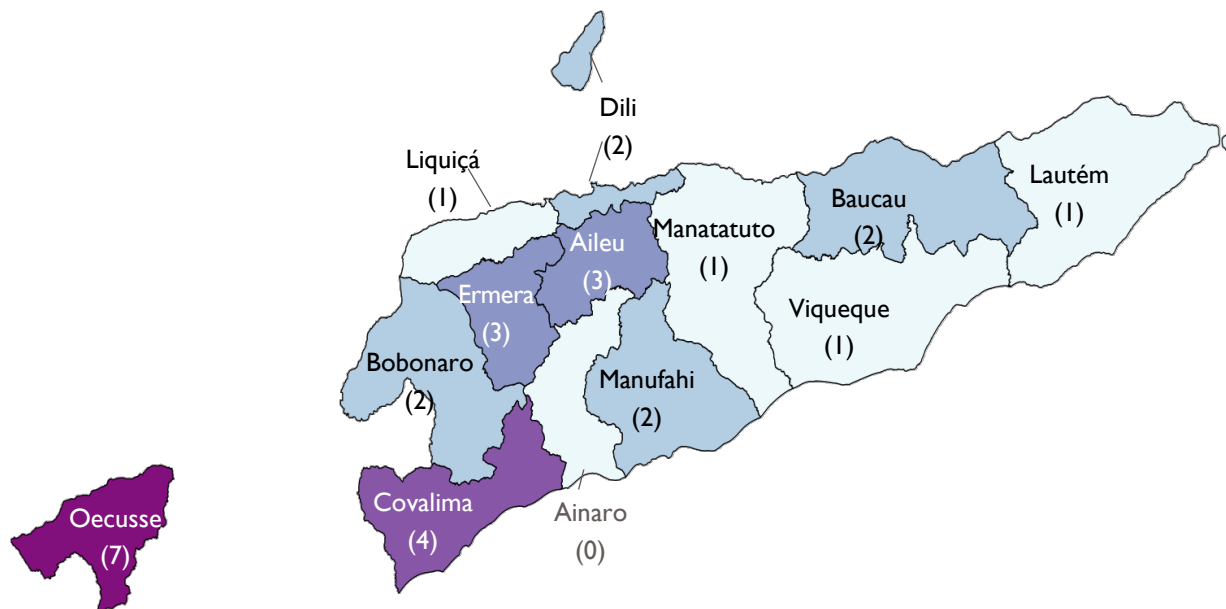 Dili
(2)
Liquiçá
(1)
Lautém
(1)
Baucau
(2)
Manatatuto
(1)
Aileu
(3)
Ermera
(3)
Viqueque
(1)
Bobonaro
(2)
Manufahi
(2)
Covalima
(4)
Ainaro
(0)
Oecusse
(7)